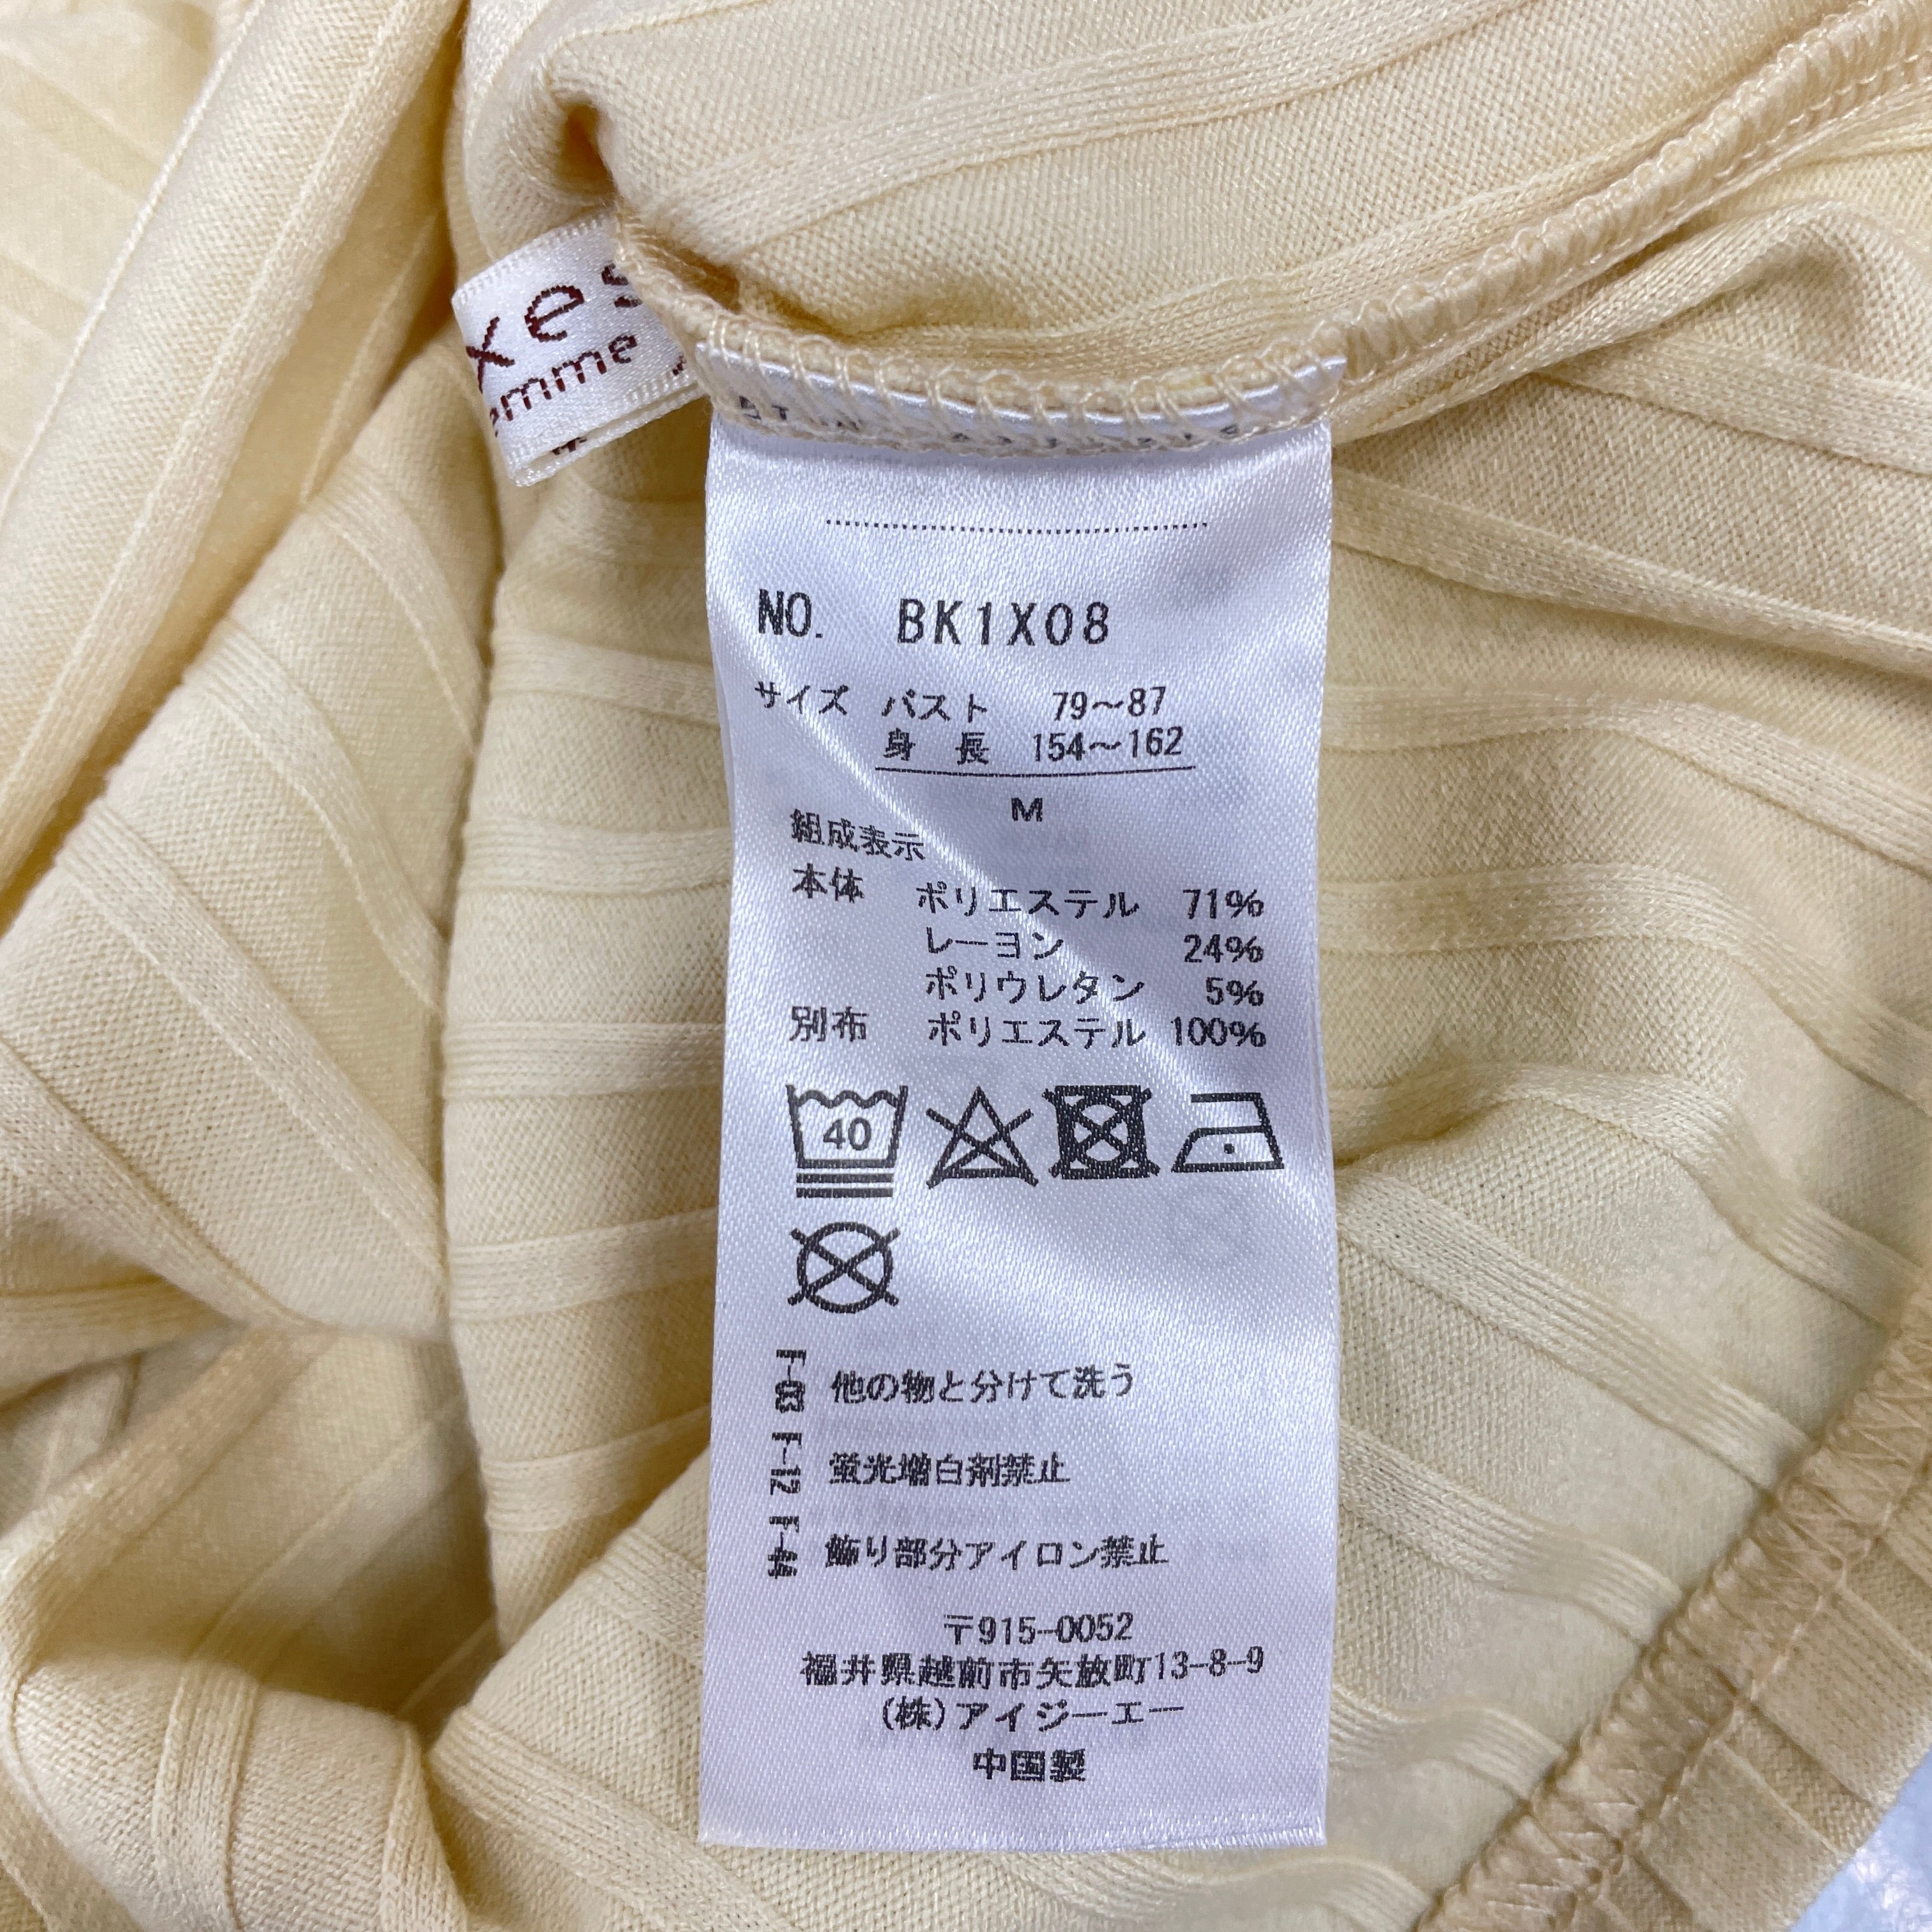 xes
emme
NO. BK1X08
サイズ バスト 79～87
身長 154～162
M
組成表示
本体 ポリエステル 71%
レーヨン 24%
ポリウレタン 5%
別布 ポリエステル 100%
40
F-03 他の物と分けて洗う
F-12 蛍光増白剤禁止
F-44 飾り部分アイロン禁止
〒915-0052
福井県越前市矢放町13-8-9
(株)アイジーエー
中国製